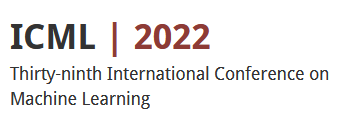 ICML | 2022
Thirty-ninth International Conference on
Machine Learning